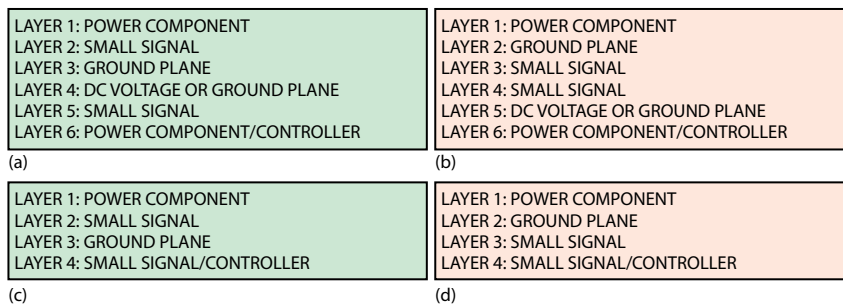 LAYER 1: POWER COMPONENT
LAYER 2: SMALL SIGNAL
LAYER 3: GROUND PLANE
LAYER 4: DC VOLTAGE OR GROUND PLANE
LAYER 5: SMALL SIGNAL
LAYER 6: POWER COMPONENT/CONTROLLER
(a)
LAYER 1: POWER COMPONENT
LAYER 2: GROUND PLANE
LAYER 3: SMALL SIGNAL
LAYER 4: SMALL SIGNAL
LAYER 5: DC VOLTAGE OR GROUND PLANE
LAYER 6: POWER COMPONENT/CONTROLLER
(b)
LAYER 1: POWER COMPONENT
LAYER 2: SMALL SIGNAL
LAYER 3: GROUND PLANE
LAYER 4: SMALL SIGNAL/CONTROLLER
(c)
LAYER 1: POWER COMPONENT
LAYER 2: GROUND PLANE
LAYER 3: SMALL SIGNAL
LAYER 4: SMALL SIGNAL/CONTROLLER
(d)